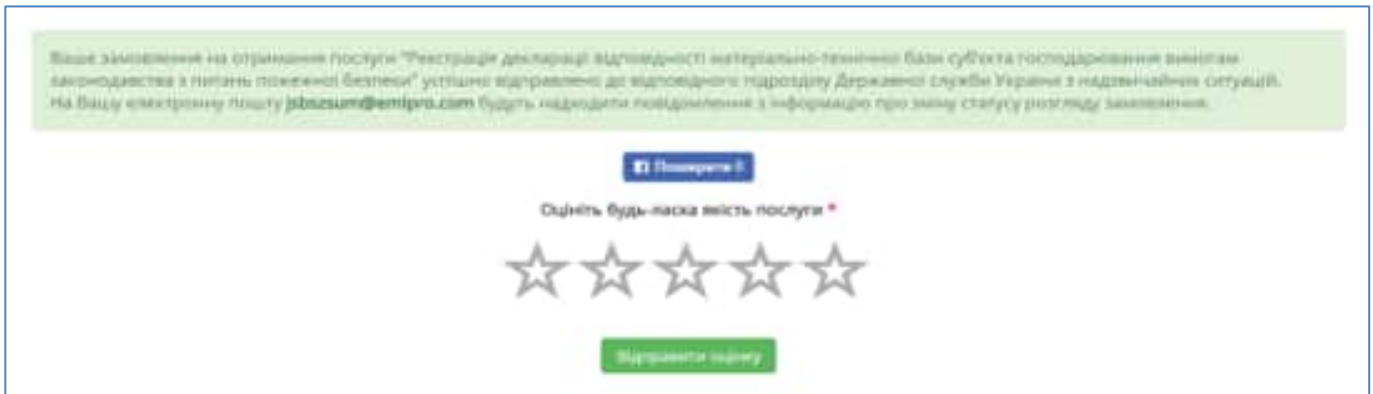 Ваше замовлення на отримання послуги "Реєстрація декларації відповідності матеріально-технічної бази суб'єкта господарювання вимогам
законодавства з питань пожежної безпеки" успішно відправлено до відповідного підрозділу Державної служби України з надзвичайних ситуацій.
На Вашу електронну пошту jsbszsum@emlpro.com будуть надходити повідомлення з інформацією про зміну статусу розгляду замовлення.
Поширити
Оцініть будь-ласка якість послуги *
Відправити оцінку